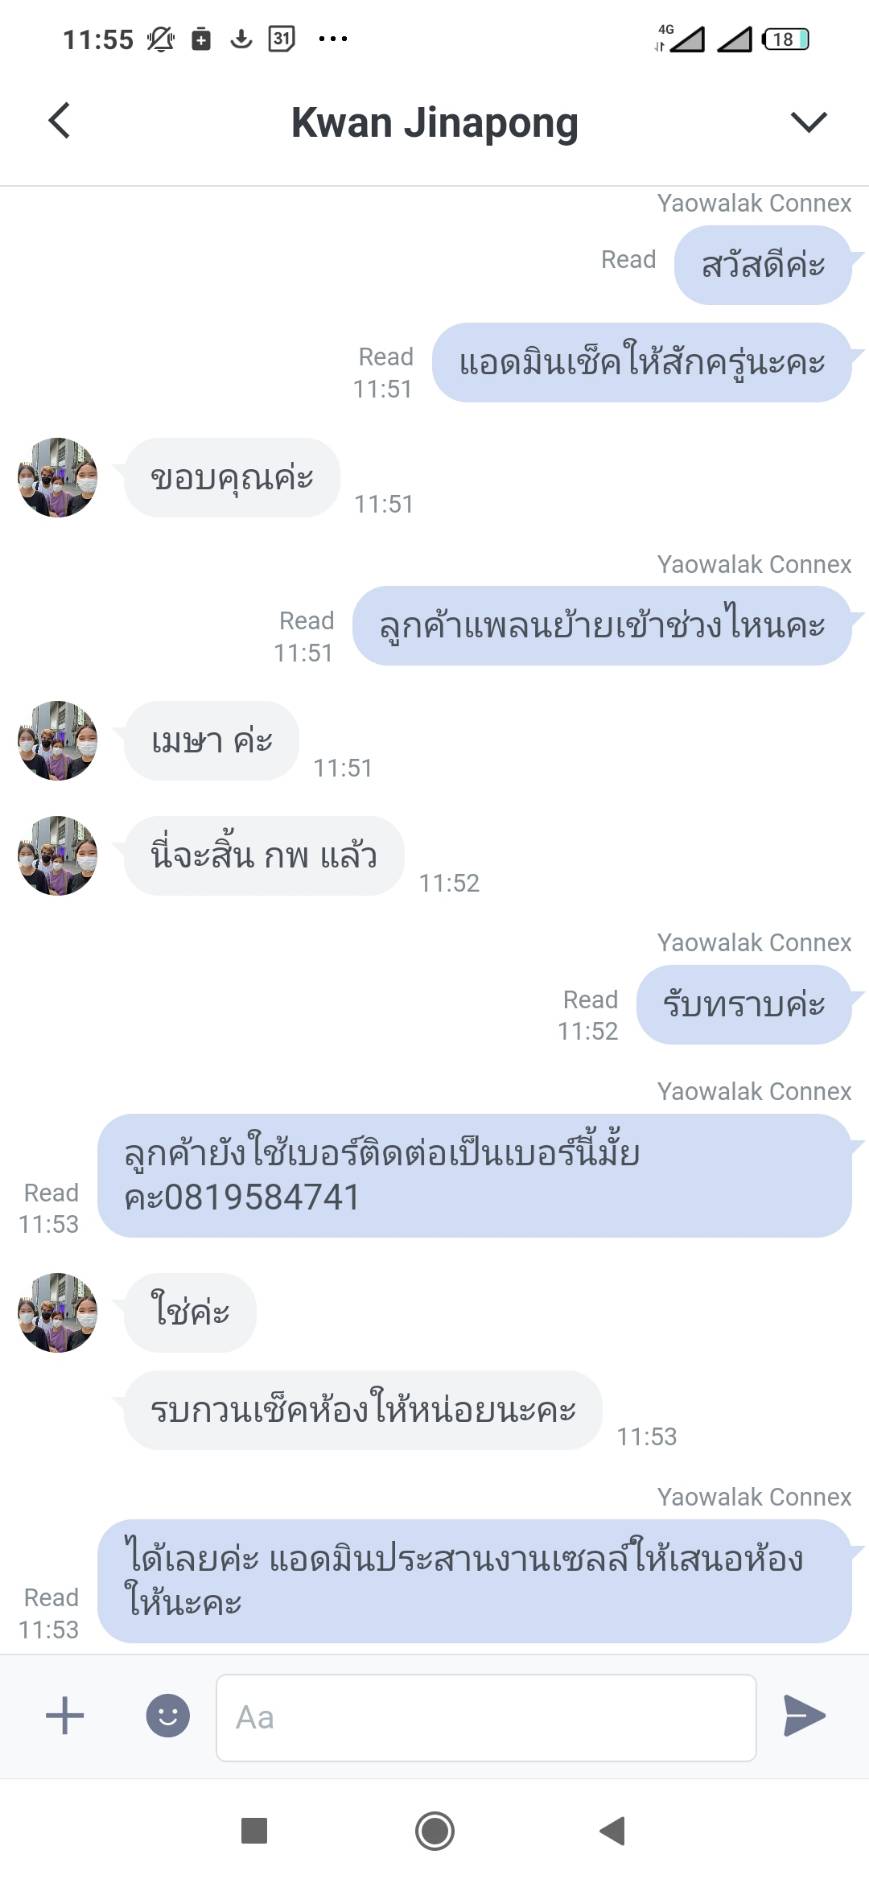 11:55
31
4G
18
Kwan Jinapong
Yaowalak Connex
Read
สวัสดีค่ะ
แอดมินเช็คให้สักครู่นะคะ
Read
11:51
ขอบคุณค่ะ
11:51
Yaowalak Connex
ลูกค้าแพลนย้ายเข้าช่วงไหนคะ
Read
11:51
เมษา ค่ะ
11:51
นี่จะสิ้น กพ แล้ว
11:52
Yaowalak Connex
รับทราบค่ะ
Read
11:52
Yaowalak Connex
ลูกค้ายังใช้เบอร์ติดต่อเป็นเบอร์นี้มั้ย
คะ0819584741
Read
11:53
ใช่ค่ะ
รบกวนเช็คห้องให้หน่อยนะคะ
11:53
Yaowalak Connex
ได้เลยค่ะ แอดมินประสานงานเซลล์ให้เสนอห้อง
ให้นะคะ
Read
11:53
Aa